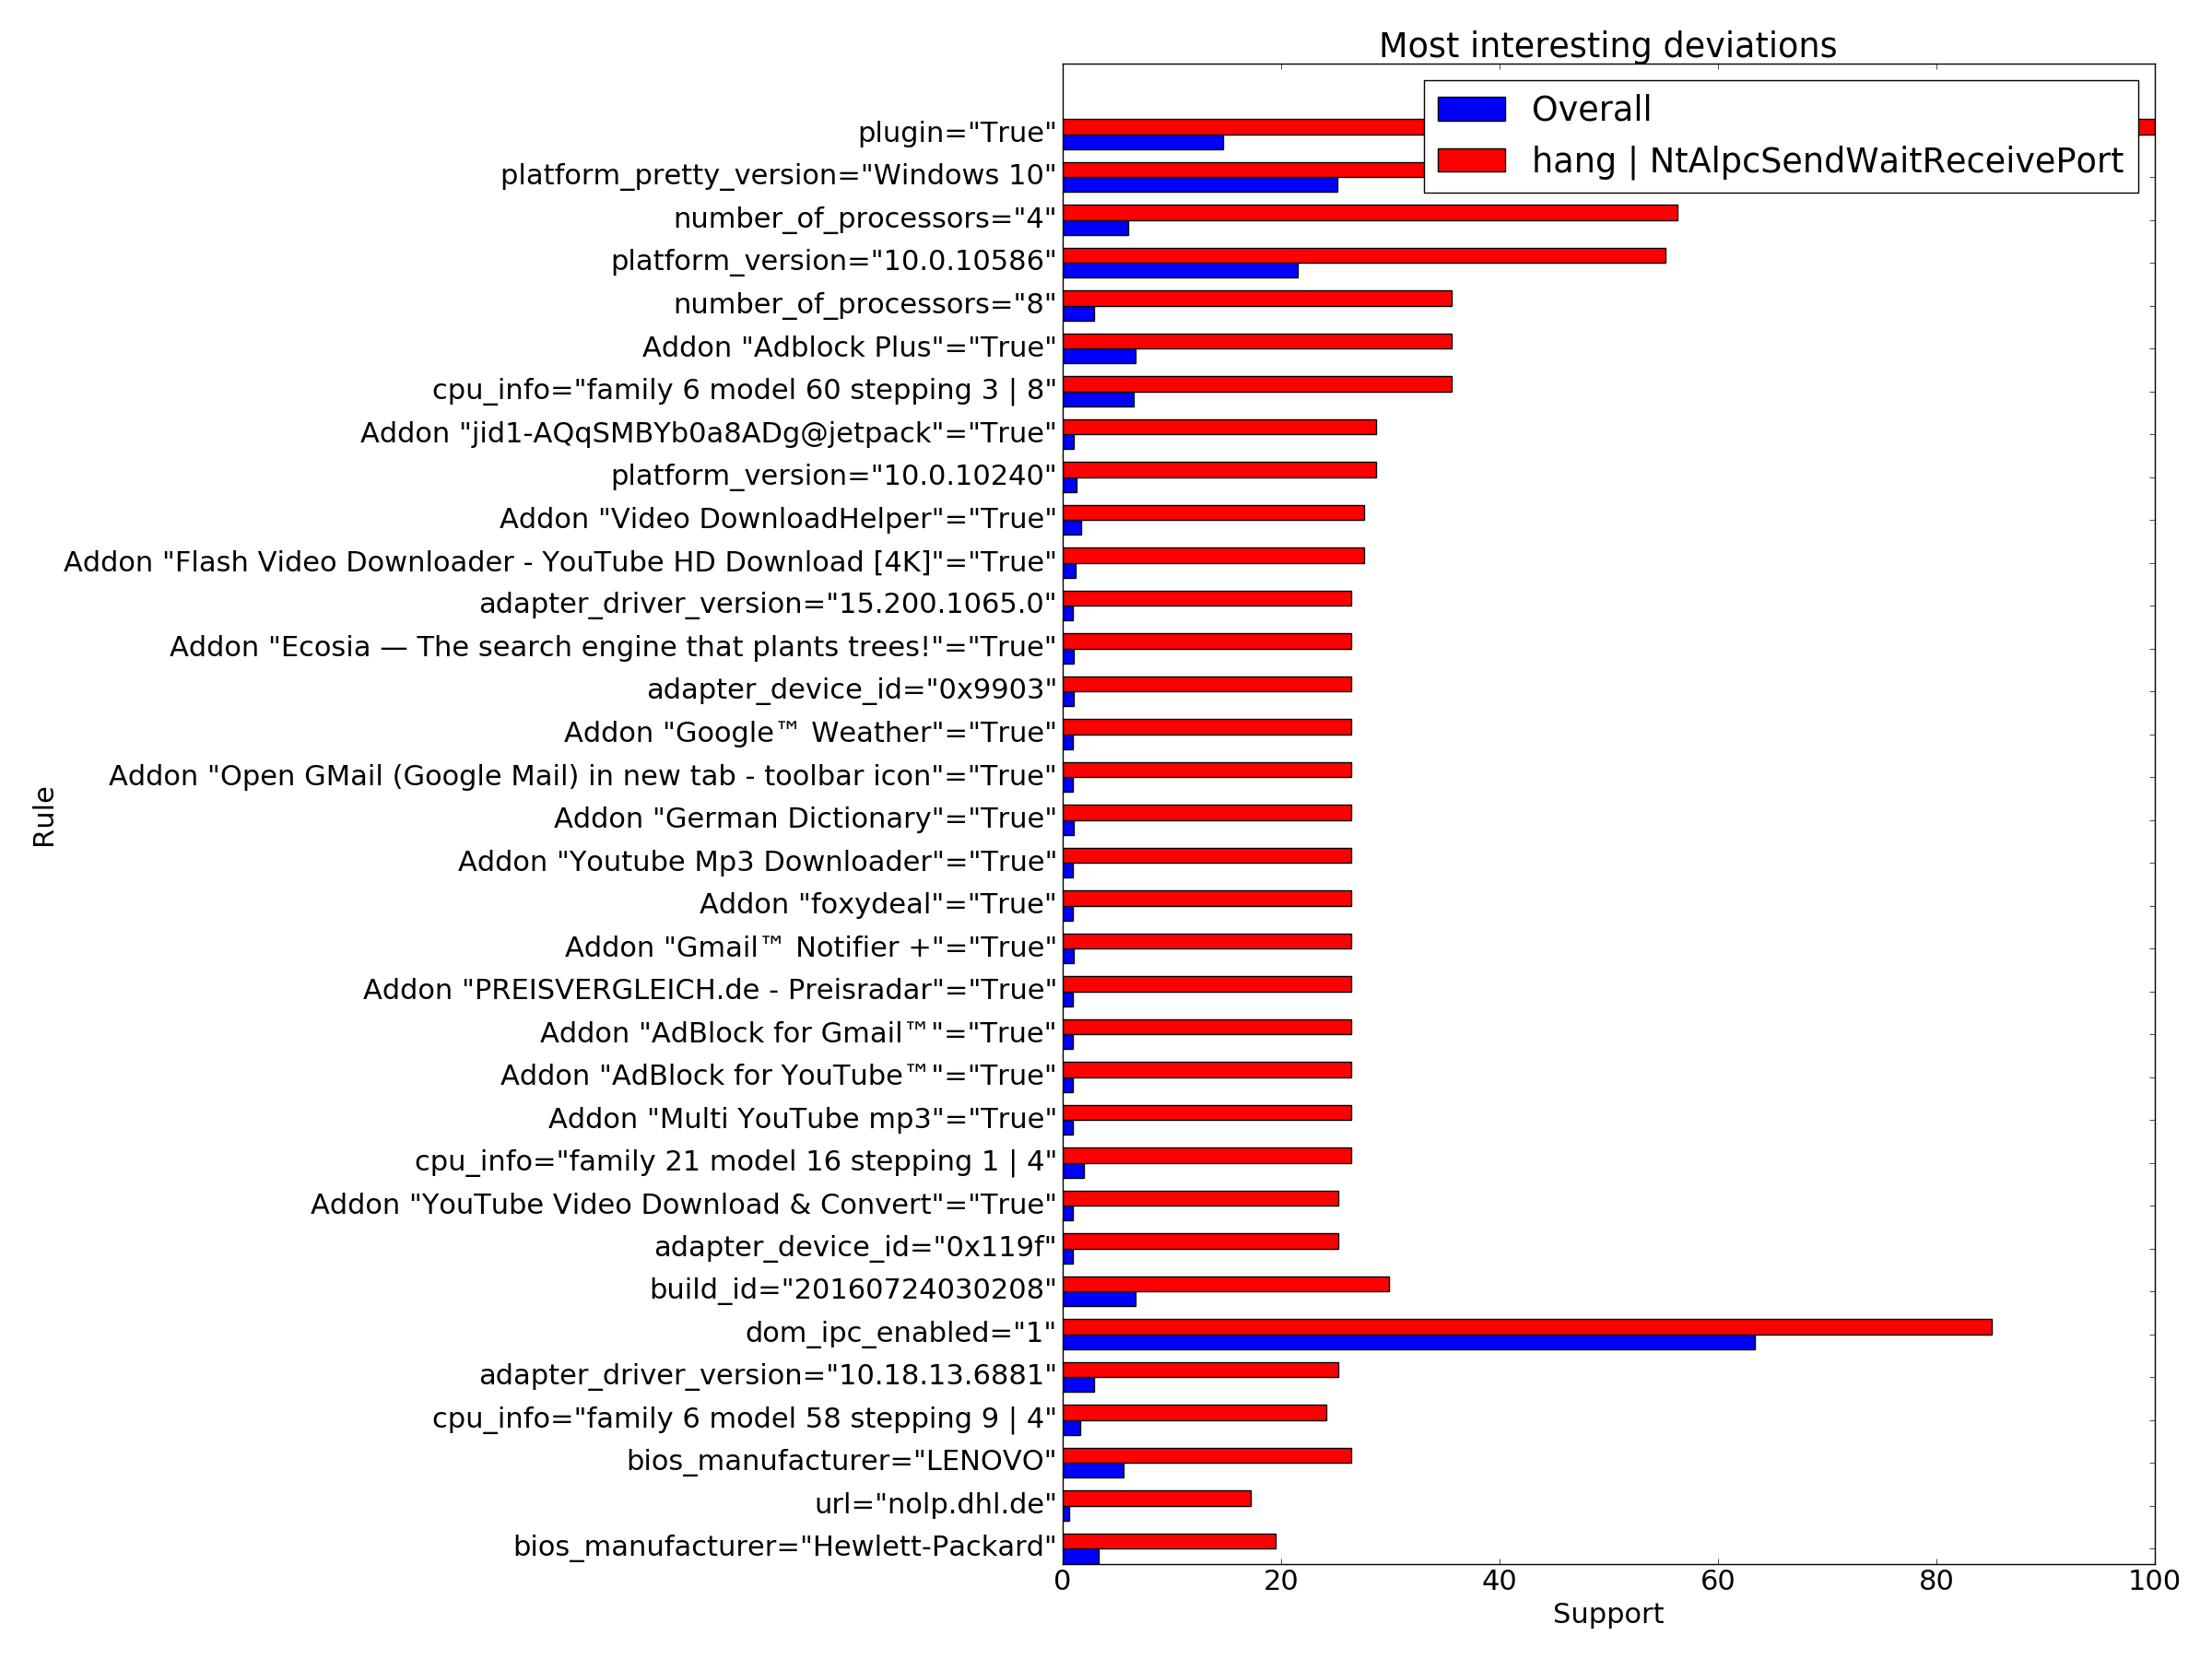 Most interesting deviations
Overall
hang | NtAlpcSendWaitReceivePort
plugin="True"
platform_pretty_version="Windows 10"
number_of_processors="4"
platform_version="10.0.10586"
number_of_processors="8"
Addon "Adblock Plus"="True"
cpu_info="family 6 model 60 stepping 3 | 8"
Addon "jid1-AQqSMBYb0a8ADg@jetpack"="True"
platform_version="10.0.10240"
Addon "Video DownloadHelper"="True"
Addon "Flash Video Downloader - YouTube HD Download [4K]"="True"
adapter_driver_version="15.200.1065.0"
Addon "Ecosia — The search engine that plants trees!"="True"
adapter_device_id="0x9903"
Addon "Google™ Weather"="True"
Addon "Open GMail (Google Mail) in new tab - toolbar icon"="True"
Addon "German Dictionary"="True"
Addon "Youtube Mp3 Downloader"="True"
Addon "foxydeal"="True"
Addon "Gmail™ Notifier +"="True"
Addon "PREISVERGLEICH.de - Preisradar"="True"
Addon "AdBlock for Gmail™"="True"
Addon "AdBlock for YouTube™"="True"
Addon "Multi YouTube mp3"="True"
cpu_info="family 21 model 16 stepping 1 | 4"
Addon "YouTube Video Download & Convert"="True"
adapter_device_id="0x119f"
build_id="20160724030208"
dom_ipc_enabled="1"
adapter_driver_version="10.18.13.6881"
cpu_info="family 6 model 58 stepping 9 | 4"
bios_manufacturer="LENOVO"
url="nolp.dhl.de"
bios_manufacturer="Hewlett-Packard"
Rule
0 20 40 60 80 100
Support